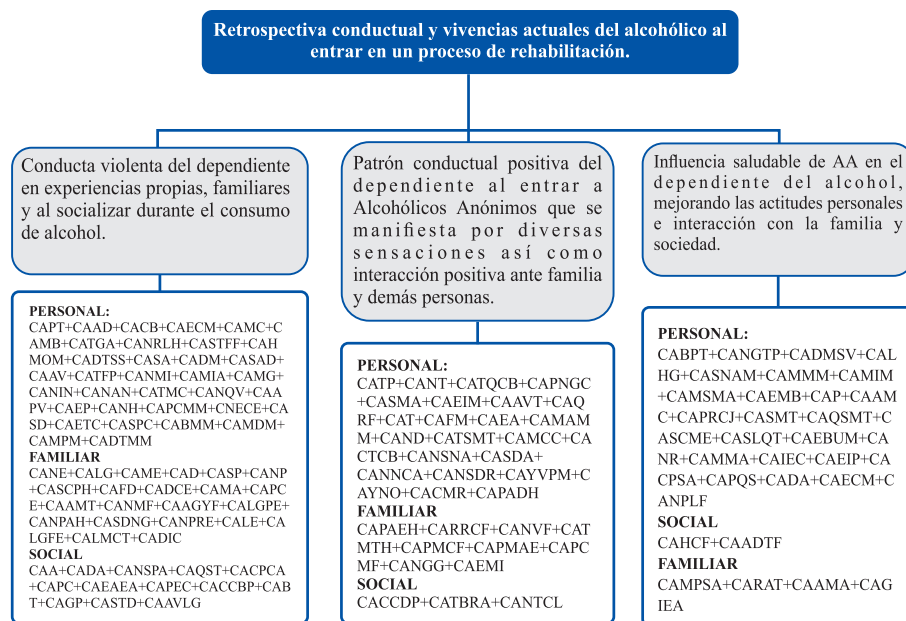 Retrospectiva conductual y vivencias actuales del alcohólico al
entrar en un proceso de rehabilitación.
Conducta violenta del dependiente
en experiencias propias, familiares
y al socializar durante el consumo
de alcohol.
PERSONAL:
CAPT+CAAD+CACB+CAECM+CAMC+C
AMB+CATGA+CANRLH+CASTFF+CAH
MOM+CADTSS+CASA+CADM+CASAD+
CAAV+CATFP+CANMI+CAMIA+CAMG+
CANIN+CANAN+CATMC+CANQV+CAA
PV+CAEP+CANH+CAPCMM+CNECE+CA
SD+CAETC+CASPC+CABMM+CAMDM+
CAMPM+CADTMM
FAMILIAR
CANE+CALG+CAME+CAD+CASP+CANP
+CASCPH+CAFD+CADCE+CAMA+CAPC
E+CAAMT+CANMF+CAAGYF+CALGPE+
CANPAH+CASDNG+CANPRE+CALE+CA
LGFE+CALMCT+CADIC
SOCIAL
CAA+CADA+CANSPA+CAQST+CACPCA
+CAPC+CAEAEA+CAPEC+CACCBP+CAB
T+CAGP+CASTD+CAAVLG
Patrón conductual positiva del
dependiente al entrar a
Alcohólicos Anónimos que se
manifiesta por diversas
sensaciones así como
interacción positiva ante familia
y demás personas.
PERSONAL:
CATP+CANT+CATQCB+CAPNGC
+CASMA+CAEIM+CAAVT+CAQ
RF+CAT+CAFM+CAEA+CAMAM
M+CAND+CATSMT+CAMCC+CA
CTCB+CANSNA+CASDA+
CANNCA+CANSDR+CAYVPM+C
AYNO+CACMR+CAPADH
FAMILIAR
CAPAEH+CARRCF+CANVF+CAT
MTH+CAPMCF+CAPMAE+CAPC
MF+CANGG+CAEMI
SOCIAL
CACCDP+CATBRA+CANTCL
Influencia saludable de AA en el
dependiente del alcohol,
mejorando las actitudes personales
e interacción con la familia y
sociedad.
PERSONAL:
CABPT+CANGTP+CADMSV+CAL
HG+CASNAM+CAMMM+CAMIM
+CAMSMA+CAEMB+CAP+CAAM
C+CAPRCJ+CASMT+CAQSMT+C
ASCME+CASLQT+CAEBUM+CA
NR+CAMMA+CAIEC+CAEIP+CA
CPSA+CAPQS+CADA+CAECM+C
ANPLF
SOCIAL
CAHCF+CAADTF
FAMILIAR
CAMPSA+CARAT+CAAMA+CAG
IEA